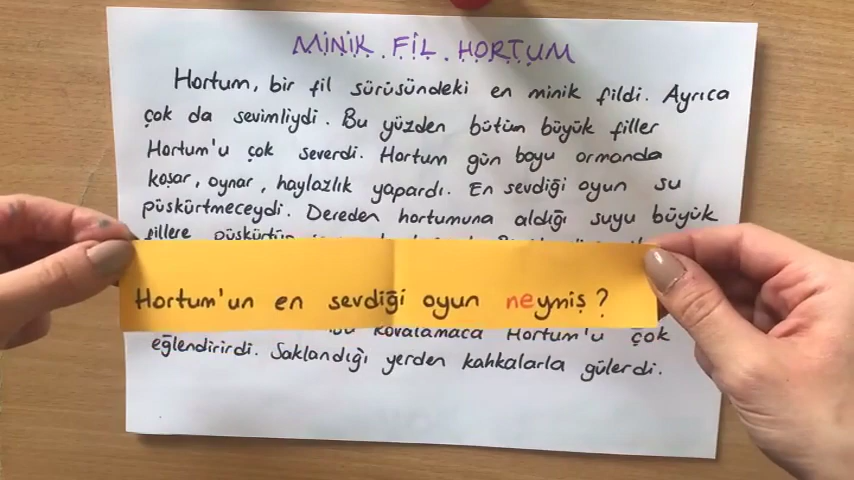 MİNİK FİL HORTUM
Hortum, bir fil sürüsündeki en minik fildi. Ayrıca
çok da sevimliydi. Bu yüzden bütün büyük filler
Hortum'u çok severdi. Hortum gün boyu ormanda
koşar, oynar, haylazlık yapardı. En sevdiği oyun su
püskürtmeceydi. Dereden hortumuna aldığı suyu büyük
fillere
Hortum'un en sevdiği oyun neymiş?
kovalamaca Hortum'u çok
eğlendirirdi. Saklandığı yerden kahkalarla gülerdi.